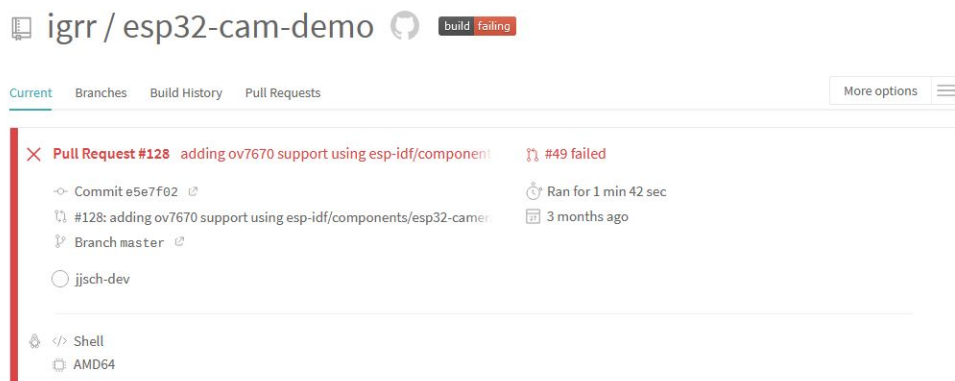 igrr / esp32-cam-demo build failing
Current Branches Build History Pull Requests More options
Pull Request #128 adding ov7670 support using esp-idf/component #49 failed
Commit e5e7f02 Ran for 1 min 42 sec
#128: adding ov7670 support using esp-idf/components/esp32-camer 3 months ago
Branch master
jjsch-dev
</> Shell
AMD64